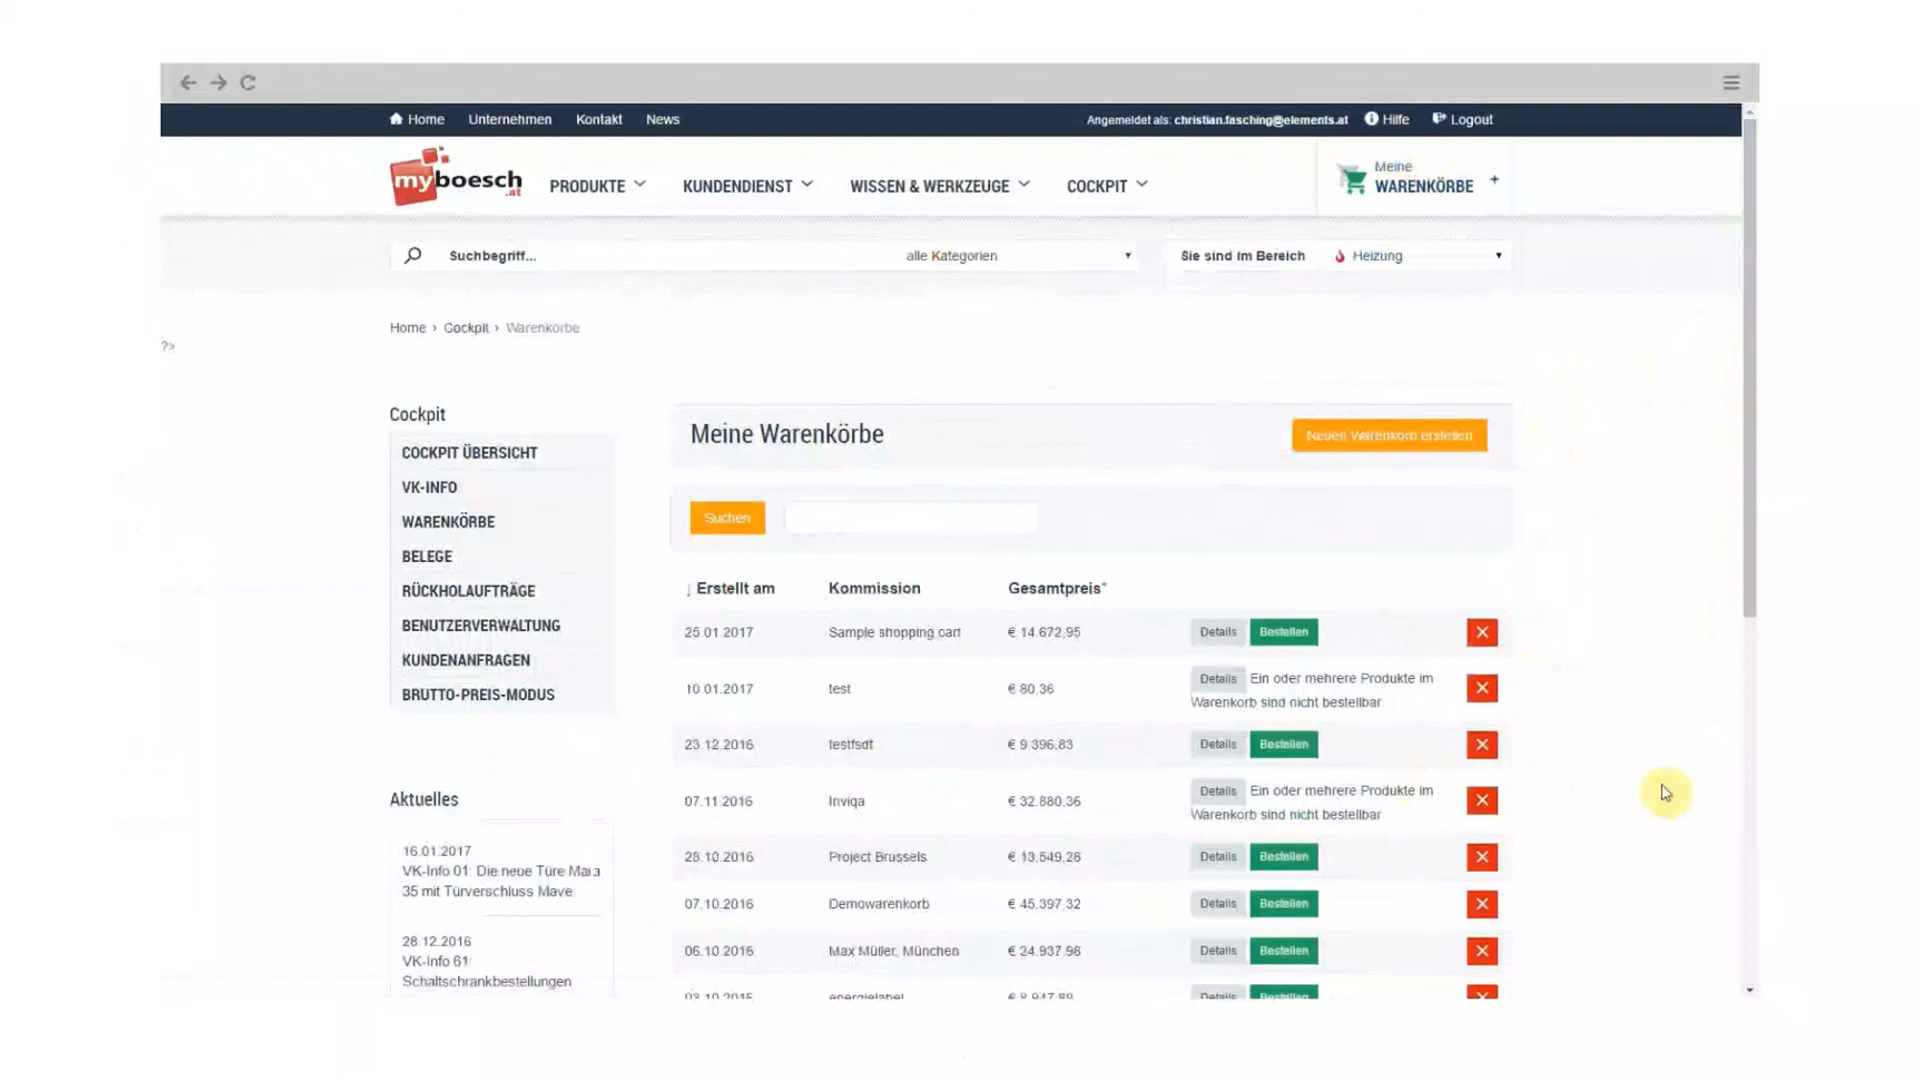 Home Unternehmen Kontakt News Angemeldet als: christian.fasching@elements.at Hilfe Logout
myboesch.at PRODUKTE KUNDENDIENST WISSEN & WERKZEUGE COCKPIT Meine WARENKÖRBE +
Suchbegriff... alle Kategorien Sie sind im Bereich Heizung
Home › Cockpit › Warenkörbe
?>
Cockpit
COCKPIT ÜBERSICHT
VK-INFO
WARENKÖRBE
BELEGE
RÜCKHOLAUFTRÄGE
BENUTZERVERWALTUNG
KUNDENANFRAGEN
BRUTTO-PREIS-MODUS
Aktuelles
16.01.2017
VK-Info 01: Die neue Türe Maja
35 mit Türverschluss Mave
28.12.2016
VK-Info 61:
Schaltschrankbestellungen
Meine Warenkörbe Neuen Warenkorb erstellen
Suchen
↓ Erstellt am Kommission Gesamtpreis*
25.01.2017 Sample shopping cart € 14.672,95 Details Bestellen
10.01.2017 test € 80,36 Details Ein oder mehrere Produkte im
Warenkorb sind nicht bestellbar.
23.12.2016 testfsdt € 9.396,83 Details Bestellen
07.11.2016 Inviqa € 32.880,36 Details Ein oder mehrere Produkte im
Warenkorb sind nicht bestellbar.
28.10.2016 Project Brussels € 13.549,28 Details Bestellen
07.10.2016 Demowarenkorb € 45.397,32 Details Bestellen
06.10.2016 Max Müller, München € 24.937,96 Details Bestellen
energielabel Details Bestellen